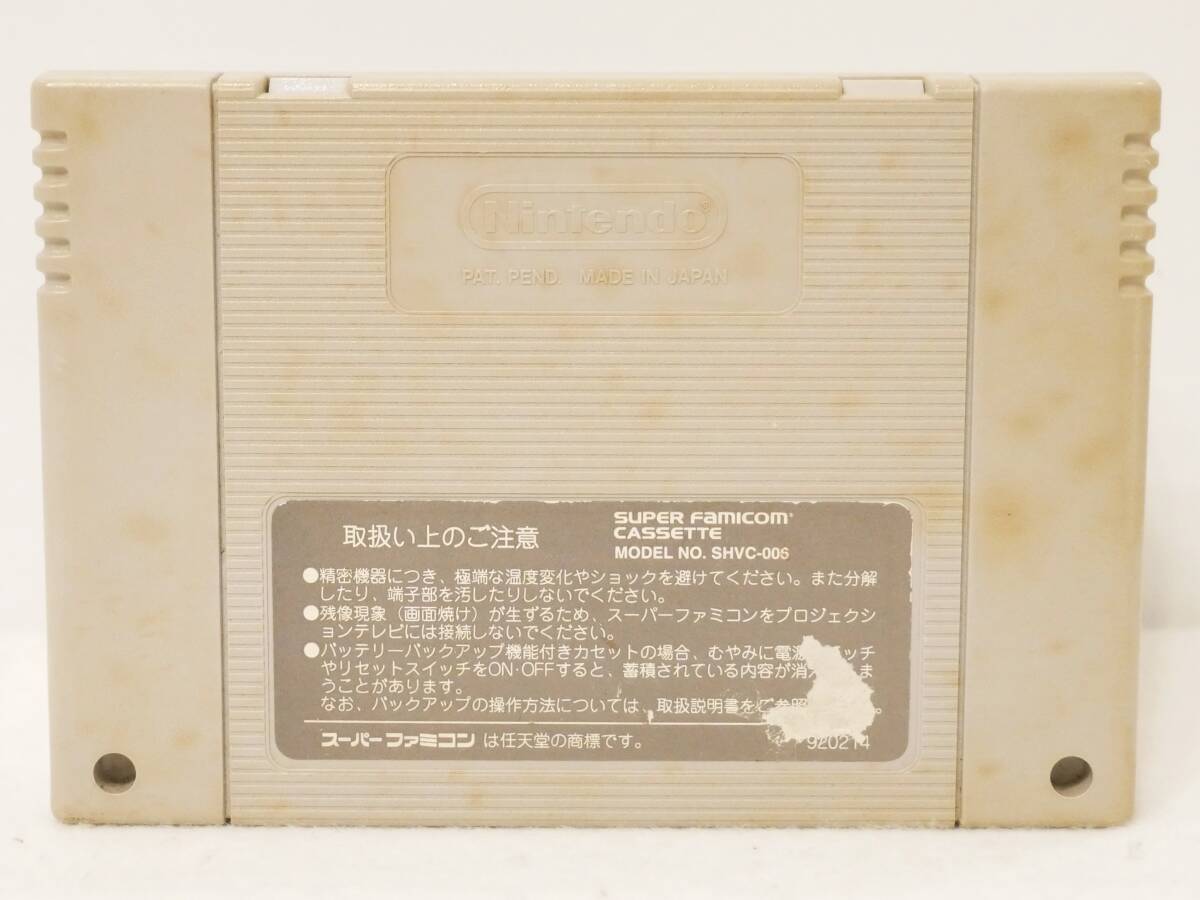 Nintendo®
PAT. PEND. MADE IN JAPAN
取扱い上のご注意
SUPER FAMICOM
CASSETTE
MODEL NO. SHVC-006
●精密機器につき、極端な温度変化やショックを避けてください。また分解
したり、端子部を汚したりしないでください。
●残像現象（画面焼け）が生ずるため、スーパーファミコンをプロジェクシ
ョンテレビには接続しないでください。
●バッテリーバックアップ機能付きカセットの場合、むやみに電源 ッチ
やリセットスイッチをON・OFFすると、蓄積されている内容が消 ま
うことがあります。
なお、バックアップの操作方法については、取扱説明書をご参照 。
スーパーファミコン は任天堂の商標です。
920214